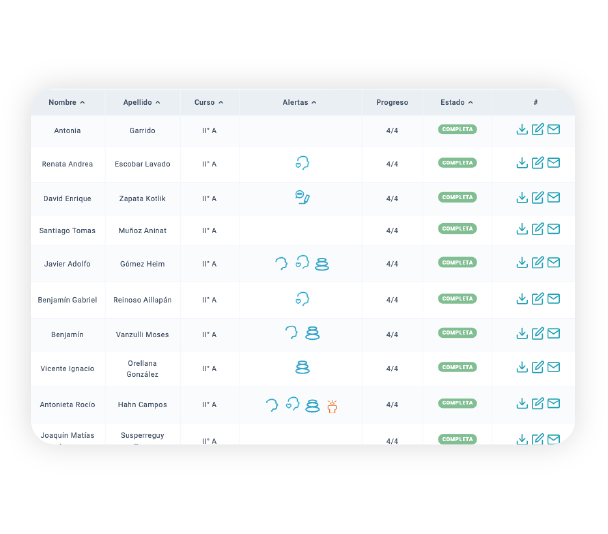 Nombre Apellido Curso Alertas Progreso Estado #
Antonia Garrido II° A 4/4 COMPLETA
Renata Andrea Escobar Lavado II° A 4/4 COMPLETA
David Enrique Zapata Kotlik II° A 4/4 COMPLETA
Santiago Tomas Muñoz Aninat II° A 4/4 COMPLETA
Javier Adolfo Gómez Heim II° A 4/4 COMPLETA
Benjamín Gabriel Reinoso Aillapán II° A 4/4 COMPLETA
Benjamín Vanzulli Moses II° A 4/4 COMPLETA
Vicente Ignacio Orellana González II° A 4/4 COMPLETA
Antonieta Rocío Hahn Campos II° A 4/4 COMPLETA
Joaquín Matías Susperreguy II° A 4/4 COMPLETA